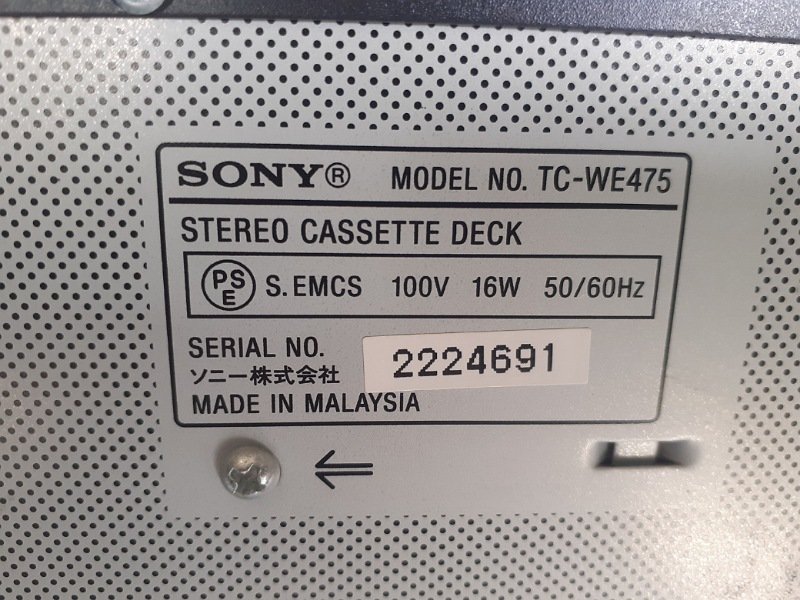 SONY® MODEL NO. TC-WE475
STEREO CASSETTE DECK
PS E S.EMCS 100V 16W 50/60Hz
SERIAL NO. 2224691
ソニー株式会社
MADE IN MALAYSIA